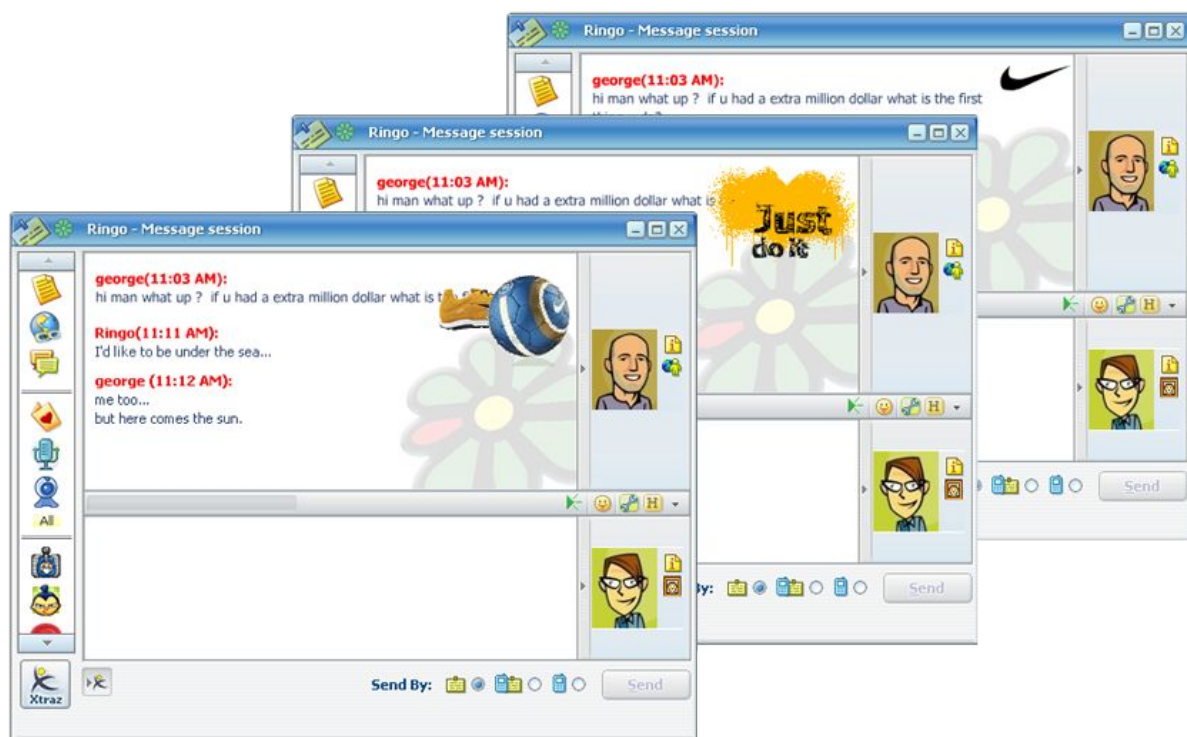 Ringo - Message session
george(11:03 AM):
hi man what up ?  if u had a extra million dollar what is the first
Ringo - Message session
george(11:03 AM):
hi man what up ?  if u had a extra million dollar what is
Just
do it
Ringo - Message session
george(11:03 AM):
hi man what up ?  if u had a extra million dollar what is
Ringo(11:11 AM):
I'd like to be under the sea...
george (11:12 AM):
me too...
but here comes the sun.
All
H
H
H
Send
By:
Send
Xtraz
Send By:
Send